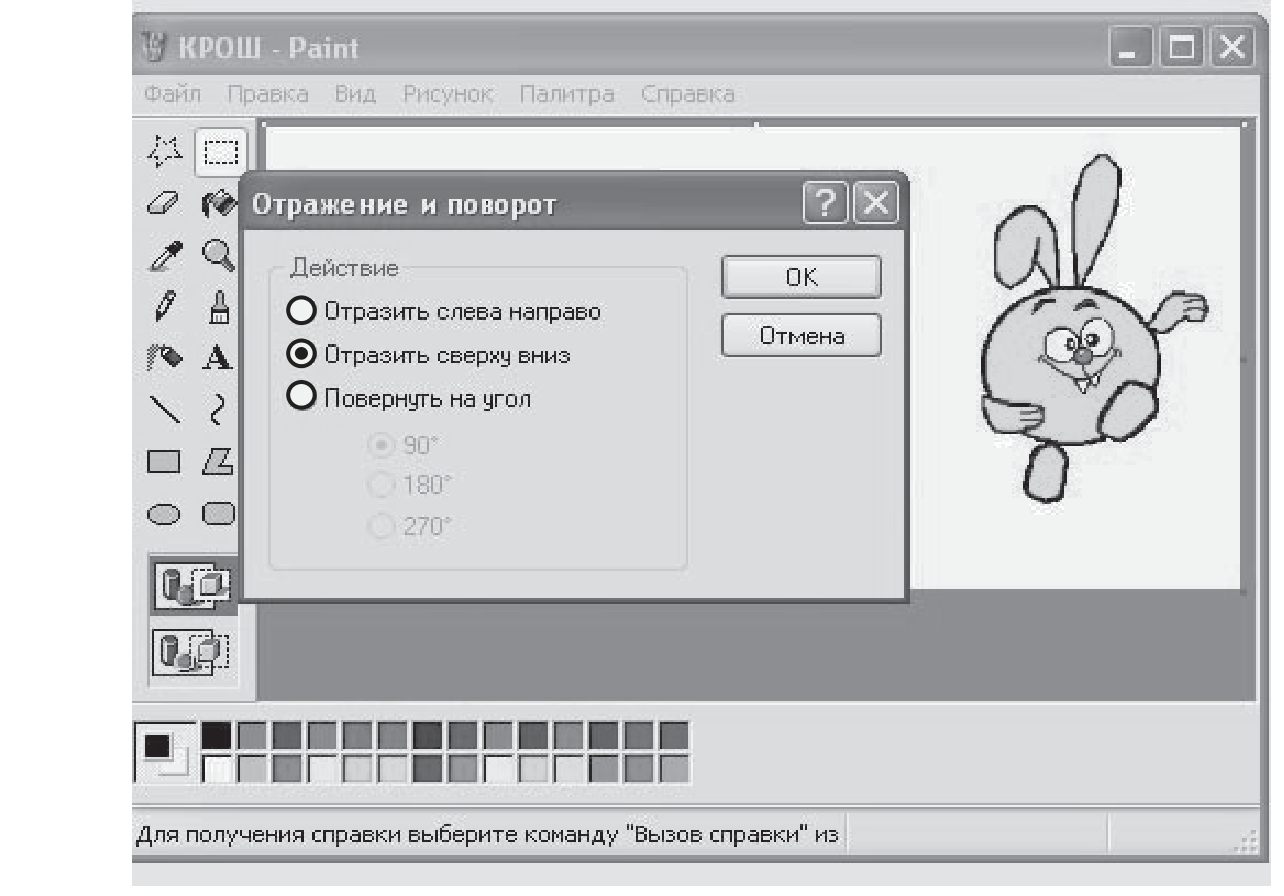 КРОШ - Paint
Файл Правка Вид Рисунок Палитра Справка
Отражение и поворот
Действие
Отразить слева направо
Отразить сверху вниз
Повернуть на угол
90°
180°
270°
OK
Отмена
A
Для получения справки выберите команду "Вызов справки" из